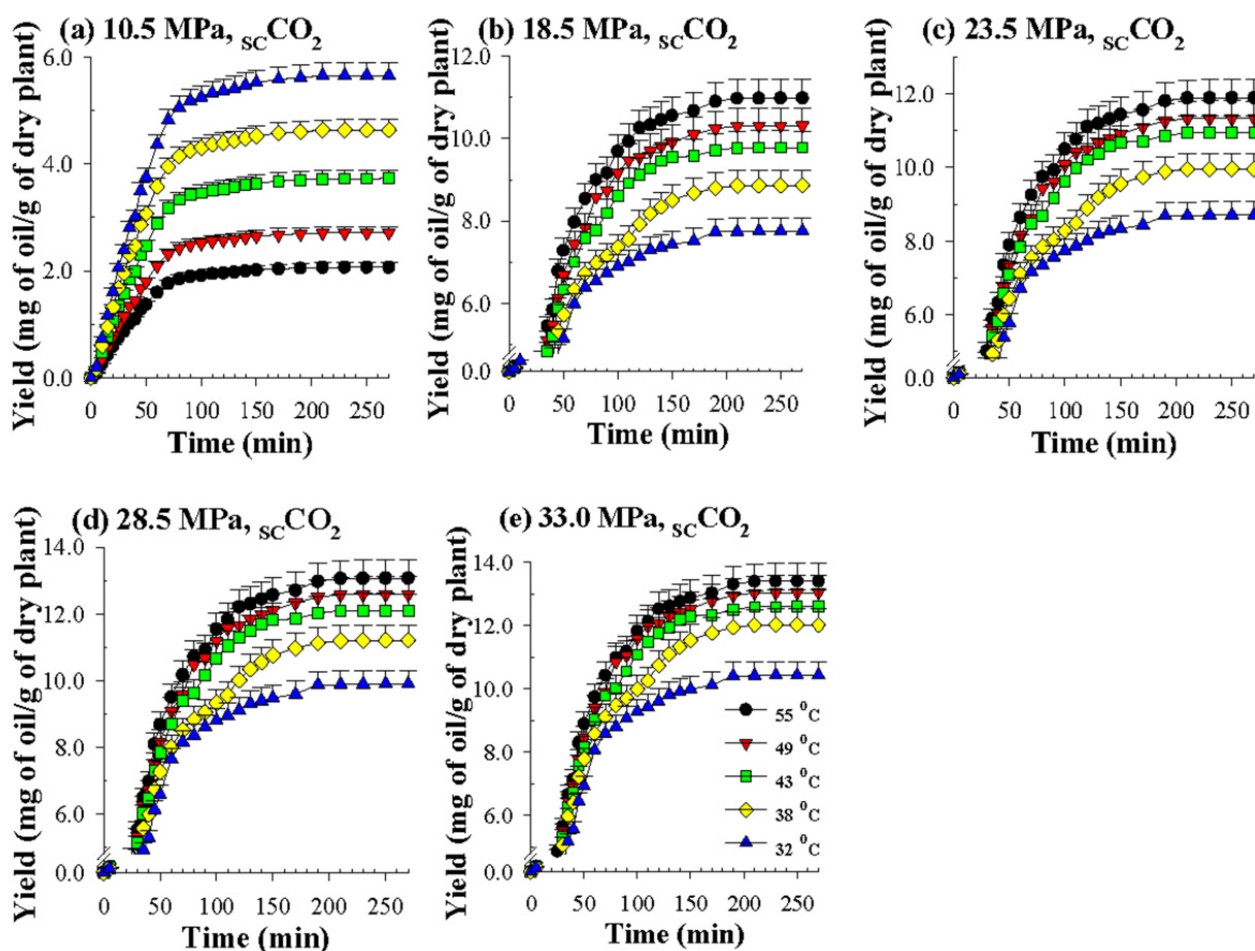 (a) 10.5 MPa, SCCO2
Yield (mg of oil/g of dry plant)
6.0
4.0
2.0
0.0
0 50 100 150 200 250
Time (min)
(b) 18.5 MPa, SCCO2
Yield (mg of oil/g of dry plant)
12.0
10.0
8.0
6.0
0.0
0 50 100 150 200 250
Time (min)
(c) 23.5 MPa, SCCO2
Yield (mg of oil/g of dry plant)
12.0
10.0
8.0
6.0
0.0
0 50 100 150 200 250
Time (min)
(d) 28.5 MPa, SCCO2
Yield (mg of oil/g of dry plant)
14.0
12.0
10.0
8.0
6.0
0.0
0 50 100 150 200 250
Time (min)
(e) 33.0 MPa, SCCO2
Yield (mg of oil/g of dry plant)
14.0
12.0
10.0
8.0
6.0
0.0
0 50 100 150 200 250
Time (min)
55 ⁰C
49 ⁰C
43 ⁰C
38 ⁰C
32 ⁰C